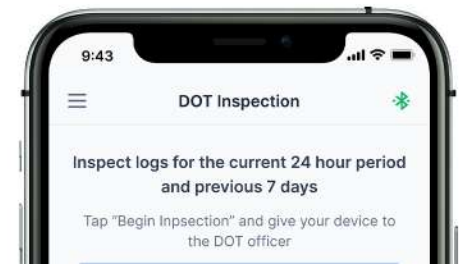 9:43
DOT Inspection
Inspect logs for the current 24 hour period
and previous 7 days
Tap "Begin Inpsection" and give your device to
the DOT officer